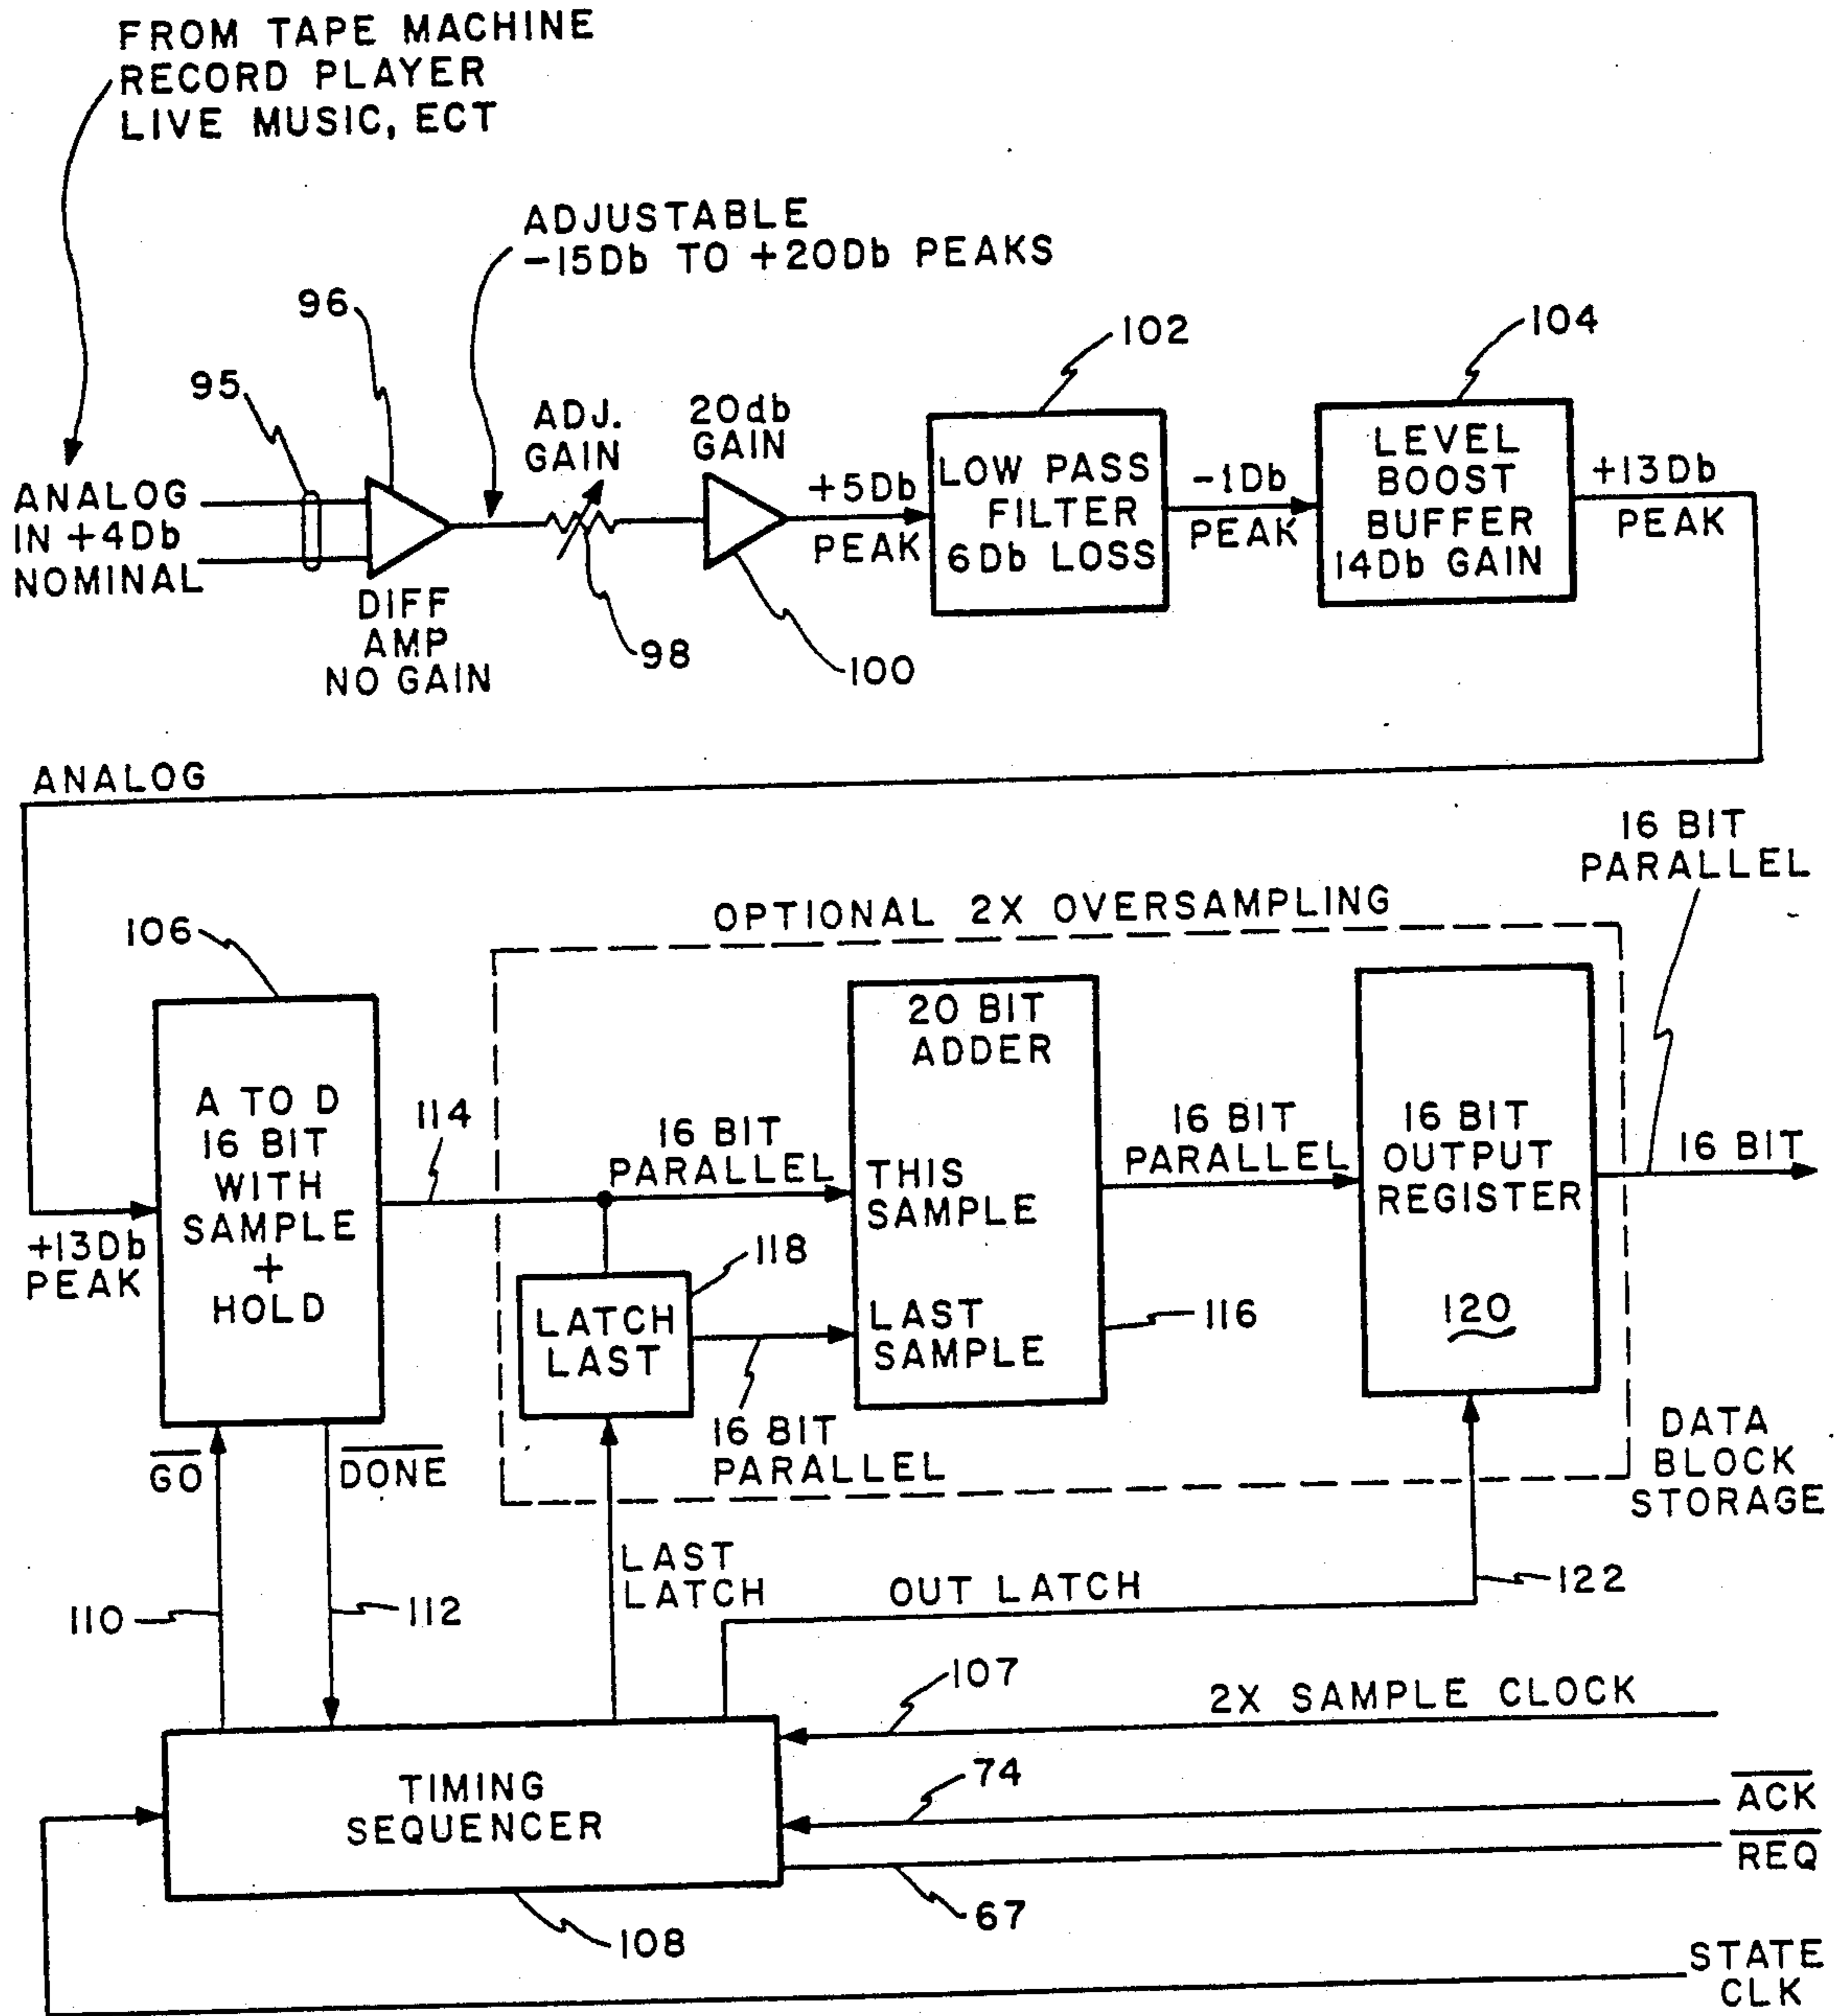 FROM TAPE MACHINE
RECORD PLAYER
LIVE MUSIC, ECT
ADJUSTABLE
-15Db TO +20Db PEAKS
96
95
102
104
ANALOG
IN +4Db
NOMINAL
DIFF
AMP
NO GAIN
ADJ.
GAIN
98
20db
GAIN
100
+5Db
PEAK
LOW PASS
FILTER
6Db LOSS
-1Db
PEAK
LEVEL
BOOST
BUFFER
14Db GAIN
+13Db
PEAK
ANALOG
16 BIT
PARALLEL
OPTIONAL 2X OVERSAMPLING
106
A TO D
16 BIT
WITH
SAMPLE
+
HOLD
+13Db
PEAK
114
16 BIT
PARALLEL
20 BIT
ADDER
THIS
SAMPLE
LAST
SAMPLE
116
118
LATCH
LAST
16 BIT
PARALLEL
16 BIT
PARALLEL
16 BIT
OUTPUT
REGISTER
120
16 BIT
DATA
BLOCK
STORAGE
GO
DONE
110
112
LAST
LATCH
OUT LATCH
122
107
2X SAMPLE CLOCK
TIMING
SEQUENCER
74
ACK
REQ
67
108
STATE
CLK